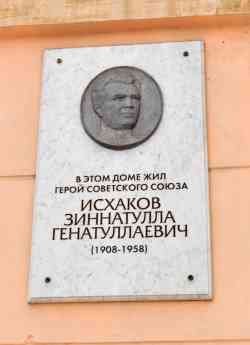 В ЭТОМ ДОМЕ ЖИЛ
ГЕРОЙ СОВЕТСКОГО СОЮЗА
ИСХАКОВ
ЗИННАТУЛЛА
ГЕНАТУЛЛАЕВИЧ
(1908-1958)